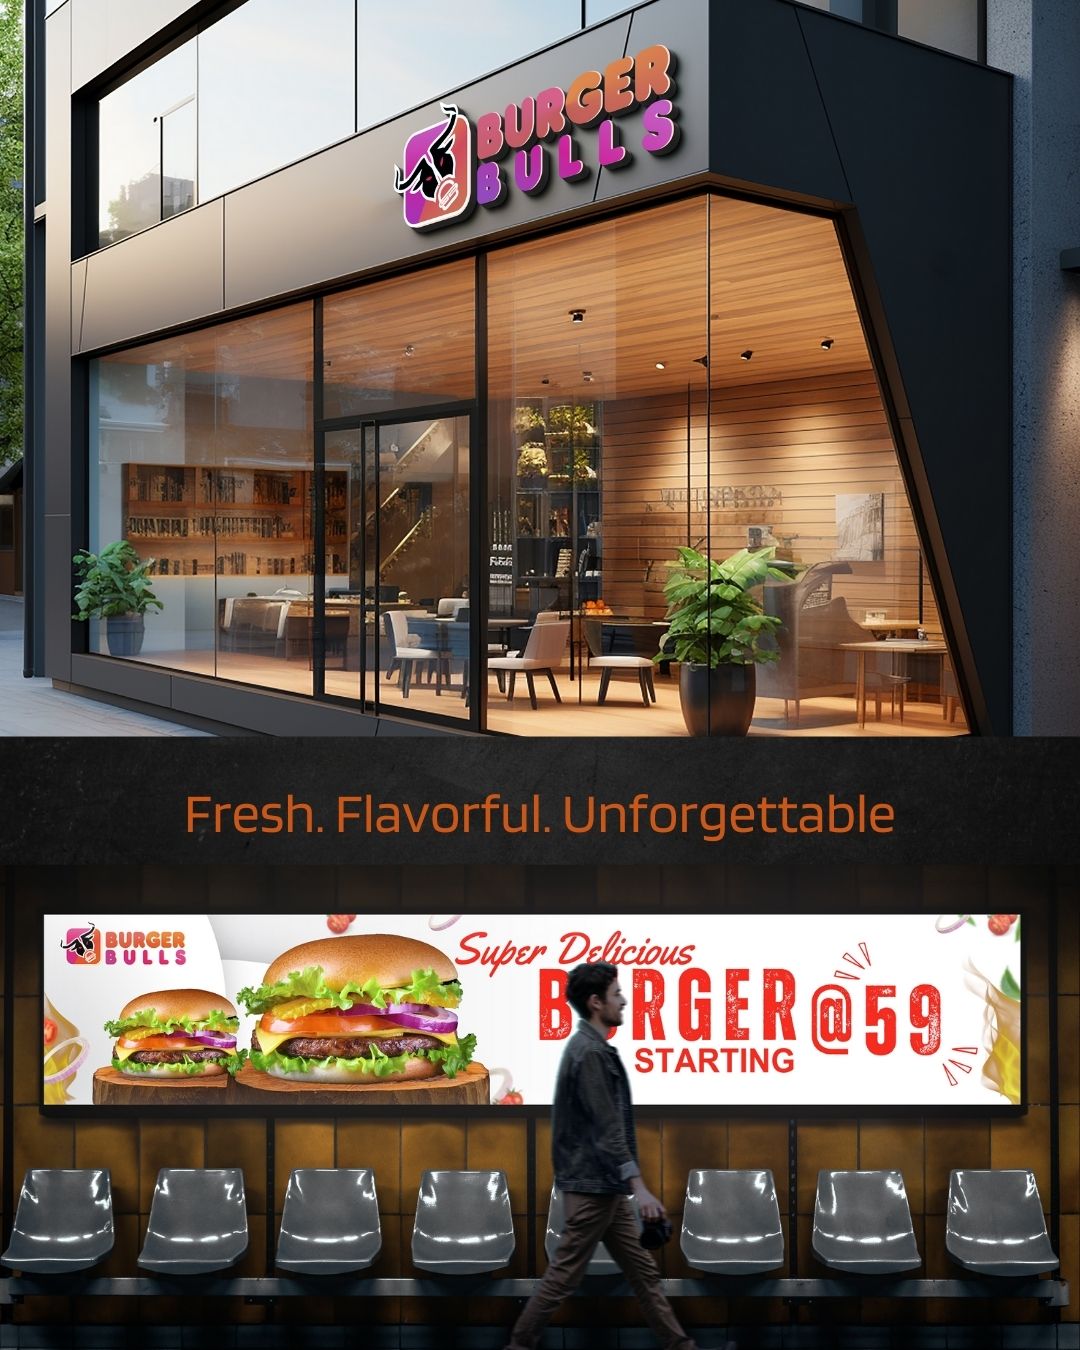 BURGER
BULLS
Fresh. Flavorful. Unforgettable
BURGER
BULLS
Super Delicious
BURGER @59
STARTING